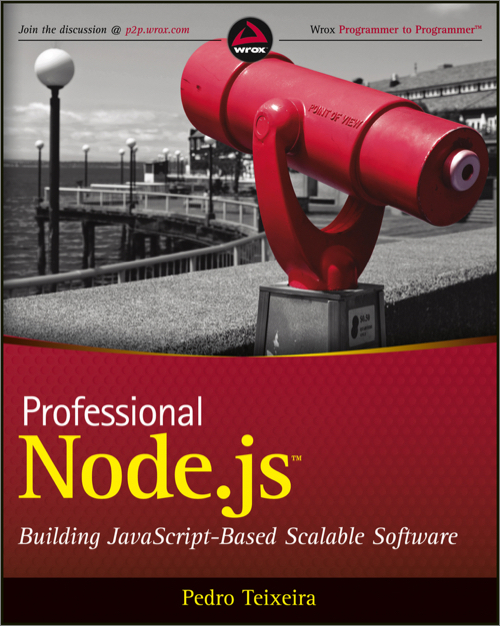 Join the discussion @ p2p.wrox.com
Wrox Programmer to Programmer™
wrox™
POINT OF VIEW
Professional
Node.js™
Building JavaScript-Based Scalable Software
Pedro Teixeira